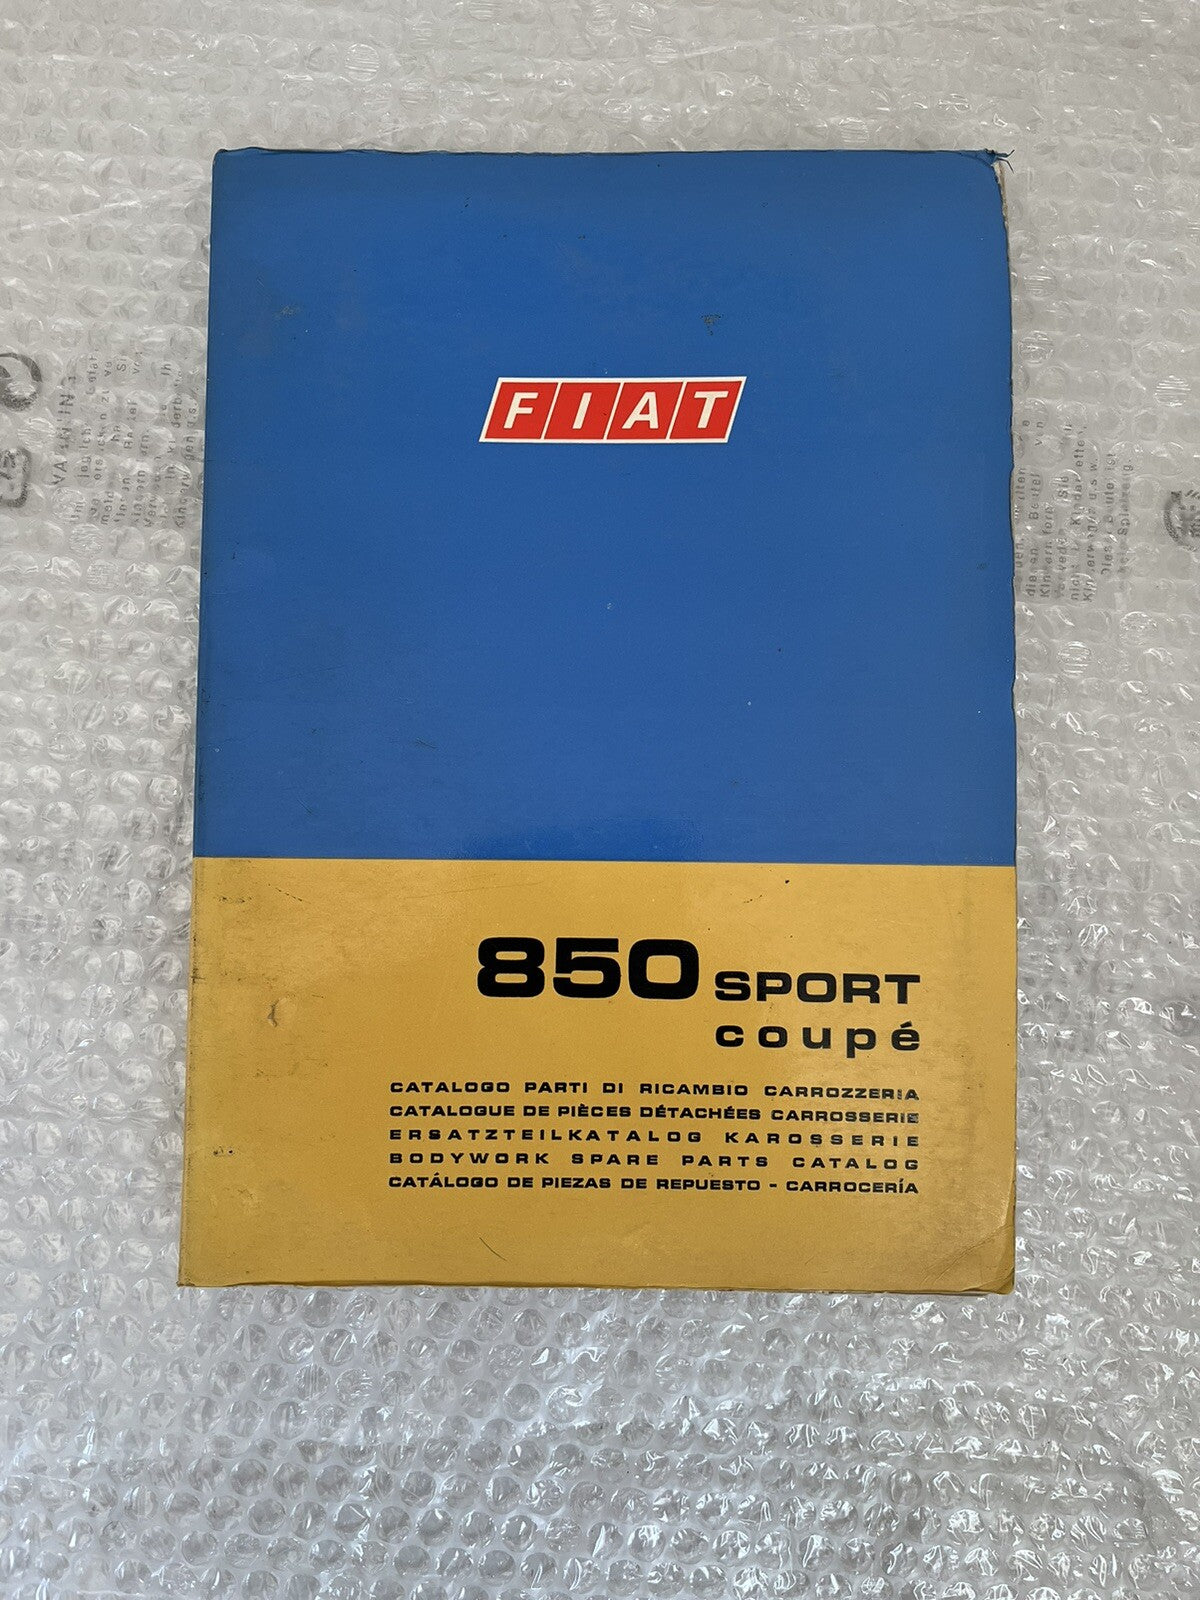 FIAT
850 SPORT
coupé
CATALOGO PARTI DI RICAMBIO CARROZZERIA
CATALOGUE DE PIÈCES DÉTACHÉES CARROSSERIE
ERSATZTEILKATALOG KAROSSERIE
BODYWORK SPARE PARTS CATALOG
CATÁLOGO DE PIEZAS DE REPUESTO - CARROCERÍA